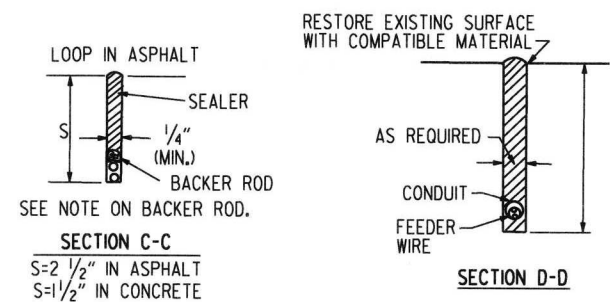 LOOP IN ASPHALT
SEALER
S
1/4"
(MIN.)
BACKER ROD
SEE NOTE ON BACKER ROD.
SECTION C-C
S=2 1/2" IN ASPHALT
S=1 1/2" IN CONCRETE
RESTORE EXISTING SURFACE
WITH COMPATIBLE MATERIAL
AS REQUIRED
CONDUIT
FEEDER
WIRE
SECTION D-D